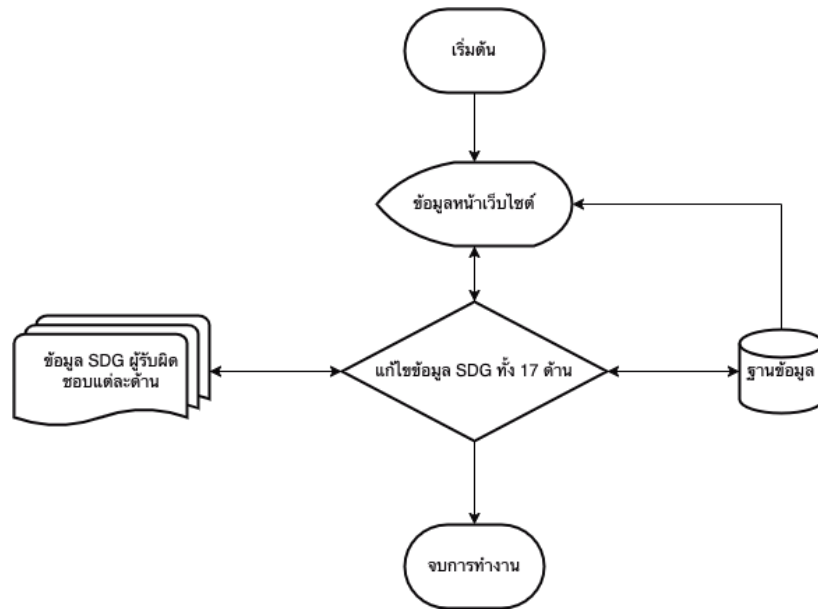 เริ่มต้น
ข้อมูลหน้าเว็บไซต์
ข้อมูล SDG ผู้รับผิด
ชอบแต่ละด้าน
แก้ไขข้อมูล SDG ทั้ง 17 ด้าน
ฐานข้อมูล
จบการทำงาน